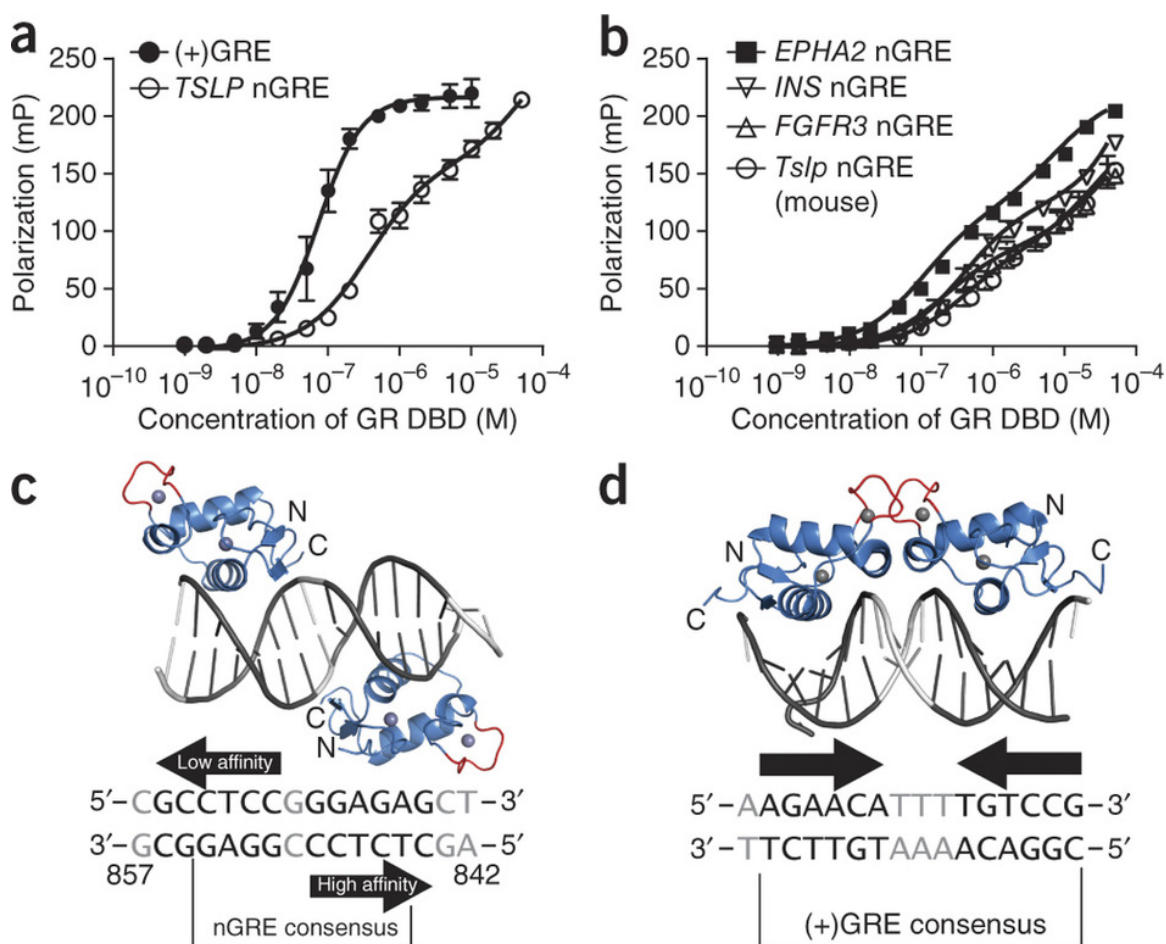 a
(+)GRE
TSLP nGRE
250
200
150
100
50
0
Polarization (mP)
10⁻¹⁰ 10⁻⁹ 10⁻⁸ 10⁻⁷ 10⁻⁶ 10⁻⁵ 10⁻⁴
Concentration of GR DBD (M)
b
EPHA2 nGRE
INS nGRE
FGFR3 nGRE
Tslp nGRE
(mouse)
250
200
150
100
50
0
Polarization (mP)
10⁻¹⁰ 10⁻⁹ 10⁻⁸ 10⁻⁷ 10⁻⁶ 10⁻⁵ 10⁻⁴
Concentration of GR DBD (M)
c
N
C
C
N
Low affinity
5′–CGCCTCCGGGAGAGCT–3′
3′–GCGGAGGCCCTCTCGA–5′
857 High affinity 842
nGRE consensus
d
N
N
C
C
5′–AAGAACATTTTGTCCG–3′
3′–TTCTTGTAAAACAGGC–5′
(+)GRE consensus